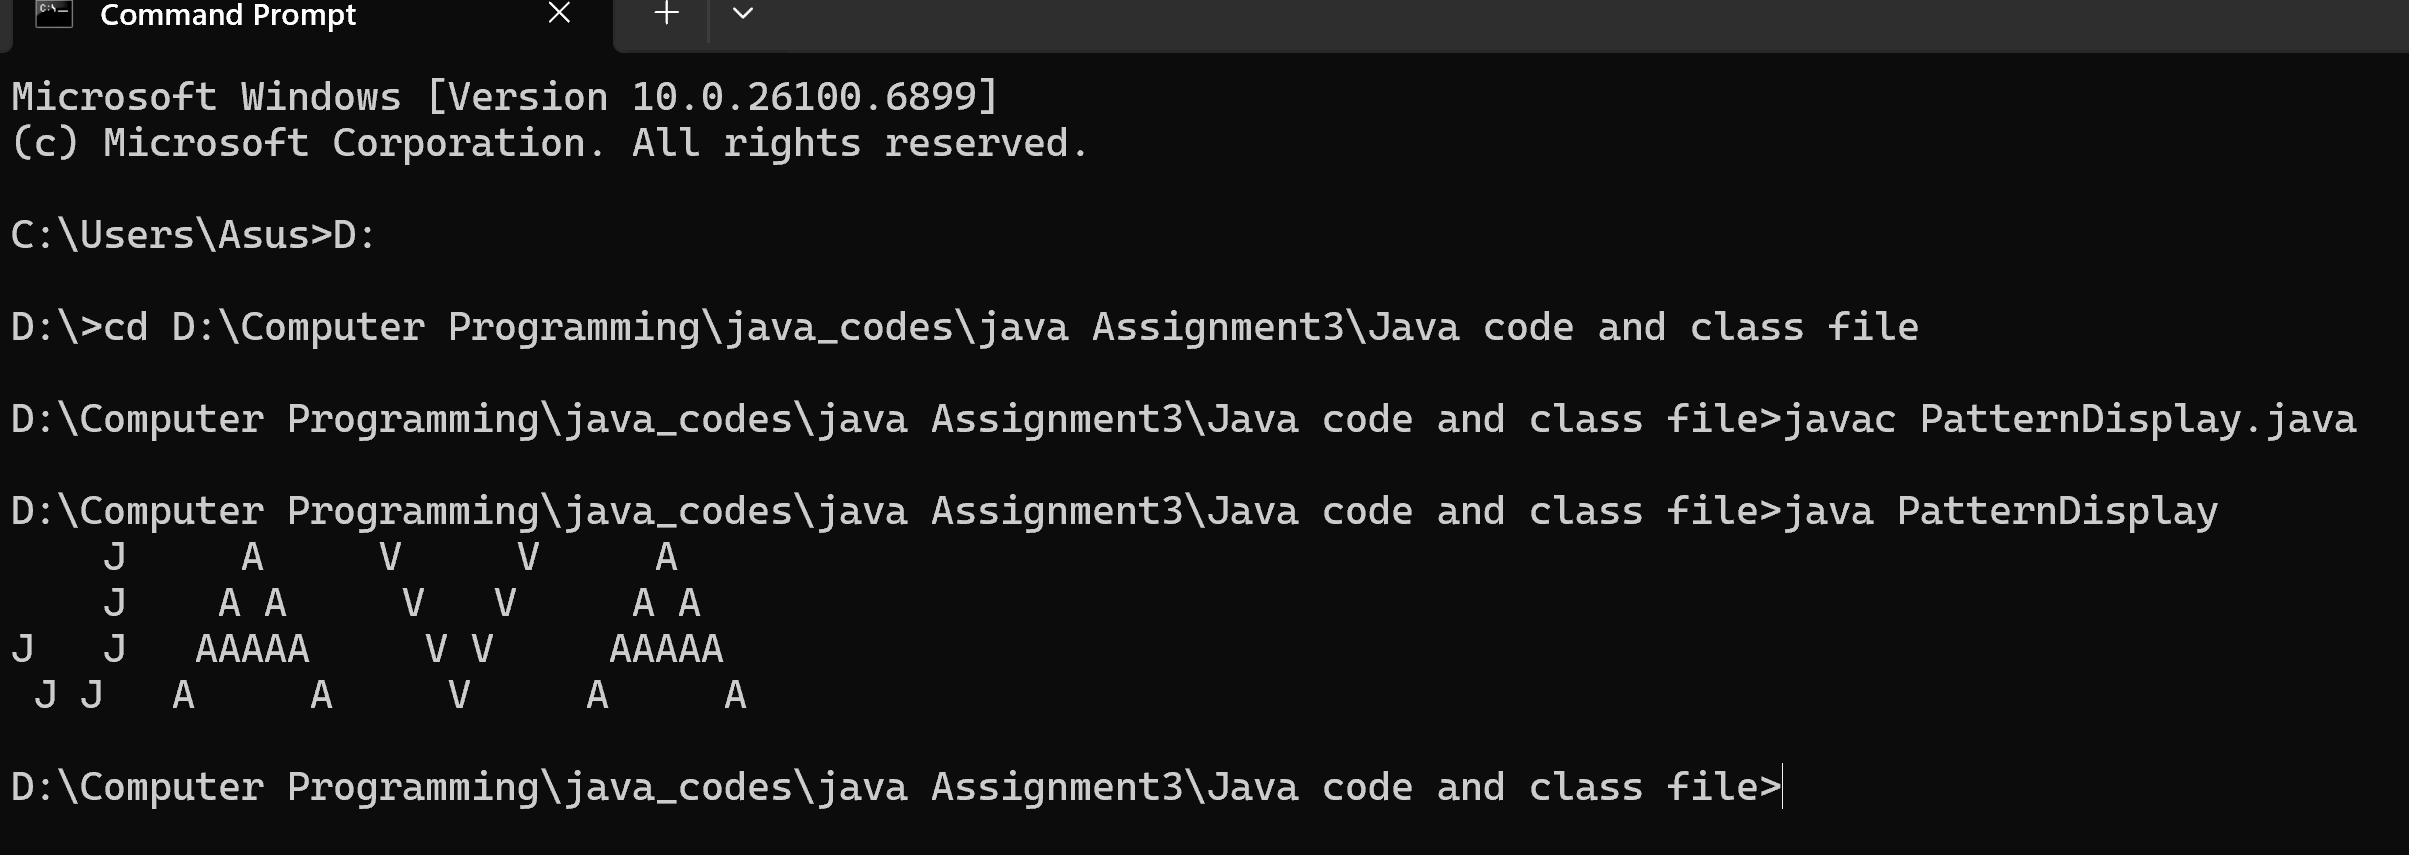 Command Prompt
Microsoft Windows [Version 10.0.26100.6899]
(c) Microsoft Corporation. All rights reserved.
C:\Users\Asus>D:
D:\>cd D:\Computer Programming\java_codes\java Assignment3\Java code and class file
D:\Computer Programming\java_codes\java Assignment3\Java code and class file>javac PatternDisplay.java
D:\Computer Programming\java_codes\java Assignment3\Java code and class file>java PatternDisplay
    J     A     V     V     A
    J    A A     V   V     A A
J   J   AAAAA     V V     AAAAA
 J J   A     A     V     A     A
D:\Computer Programming\java_codes\java Assignment3\Java code and class file>